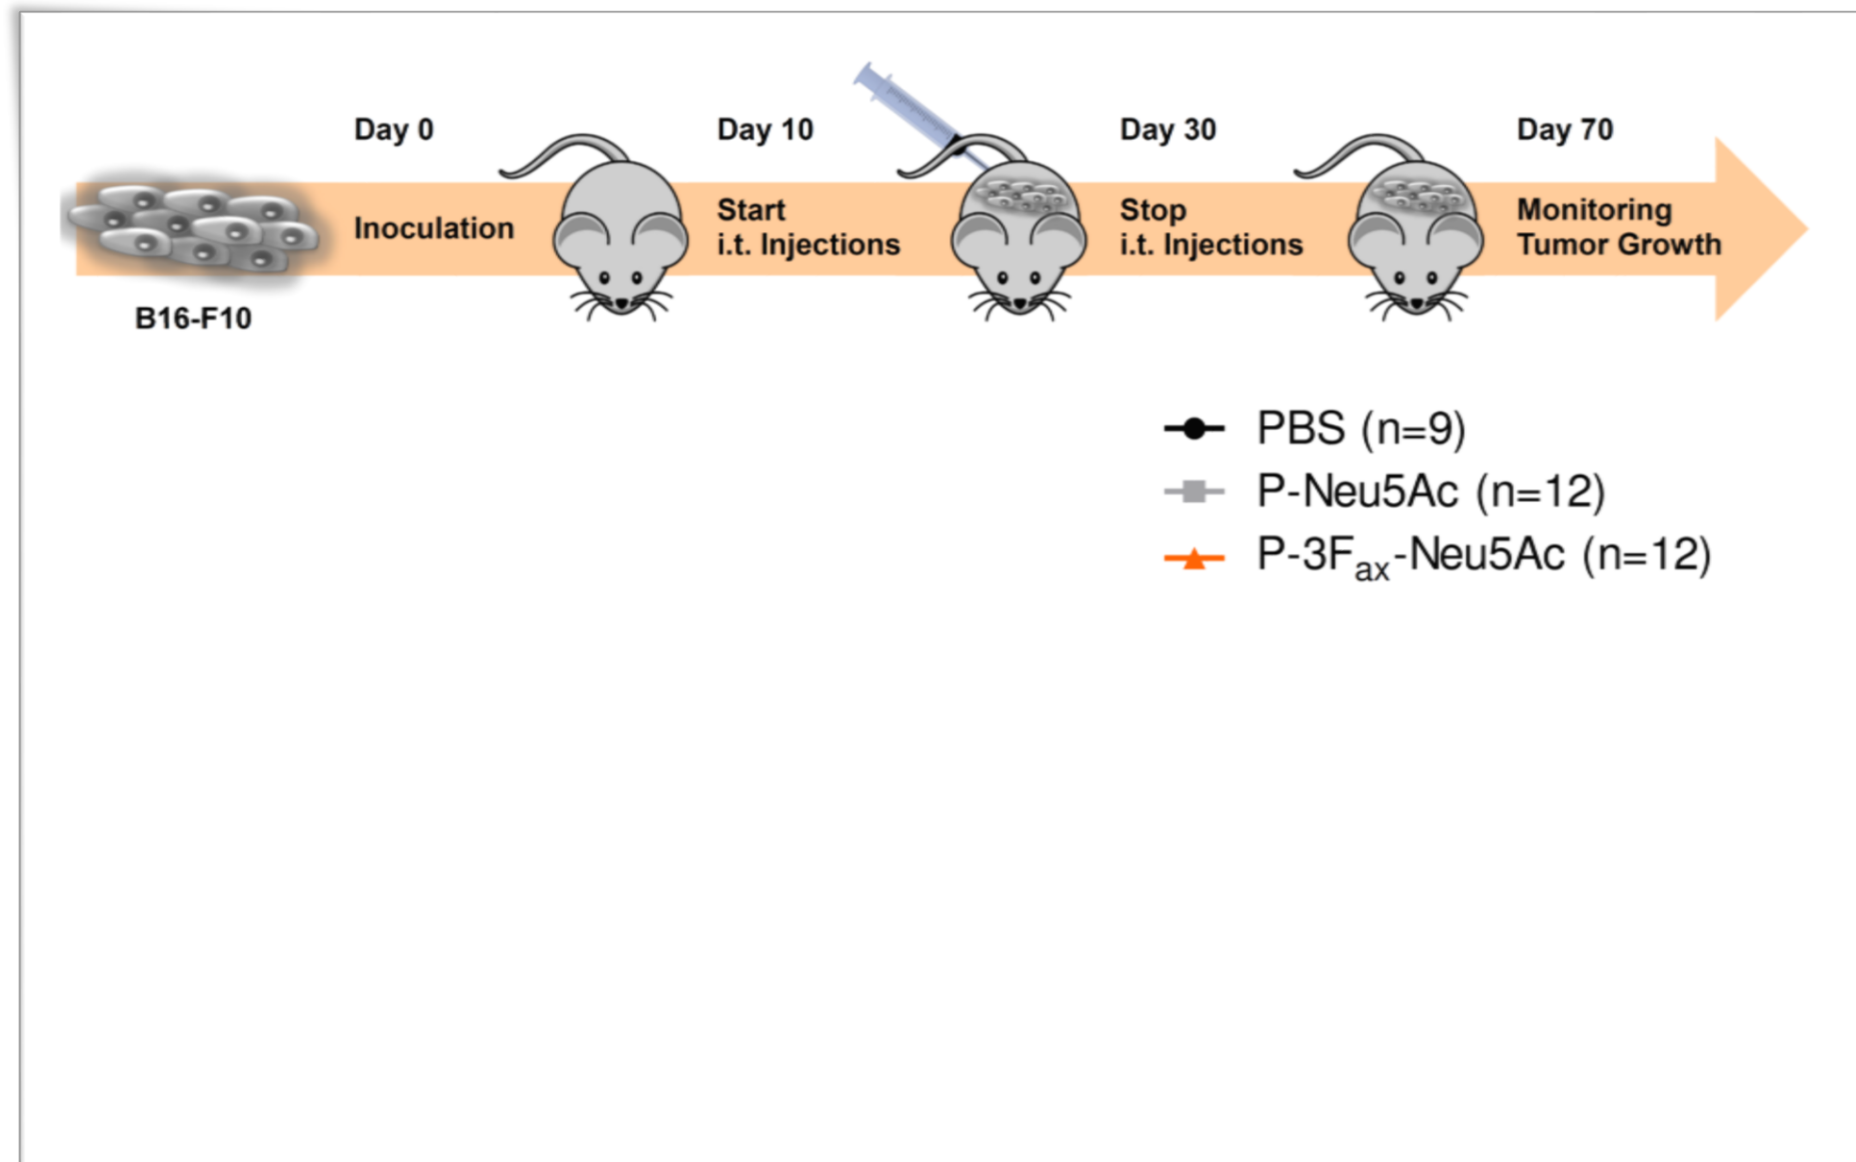 Day 0
Day 10
Day 30
Day 70
Inoculation
Start
i.t. Injections
Stop
i.t. Injections
Monitoring
Tumor Growth
B16-F10
PBS (n=9)
P-Neu5Ac (n=12)
P-3Fax-Neu5Ac (n=12)